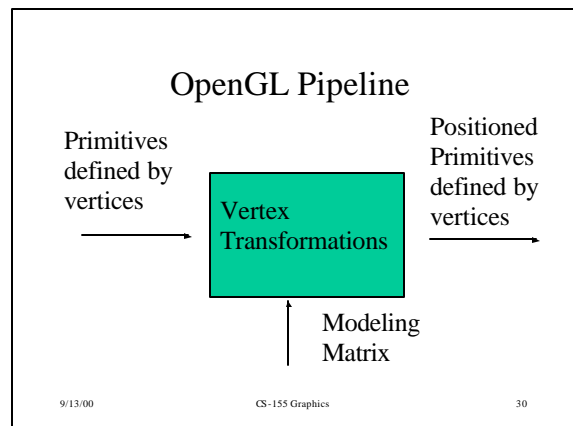 OpenGL Pipeline
Primitives
defined by
vertices
Vertex
Transformations
Positioned
Primitives
defined by
vertices
Modeling
Matrix
9/13/00
CS-155 Graphics
30